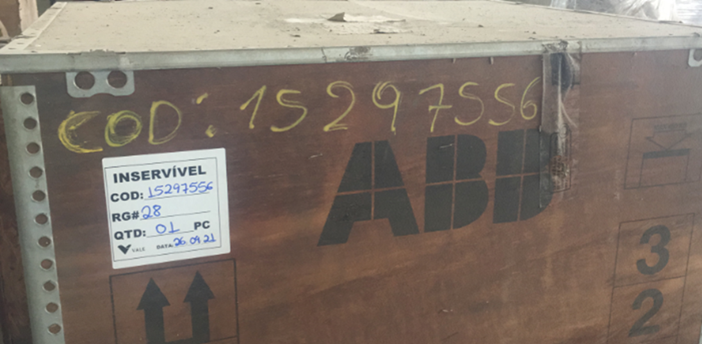 COD: 15297556
INSERVÍVEL
COD: 15297556
RG# 28
QTD: 01 PC
VALE DATA: 26 09 21
ABB
3
2